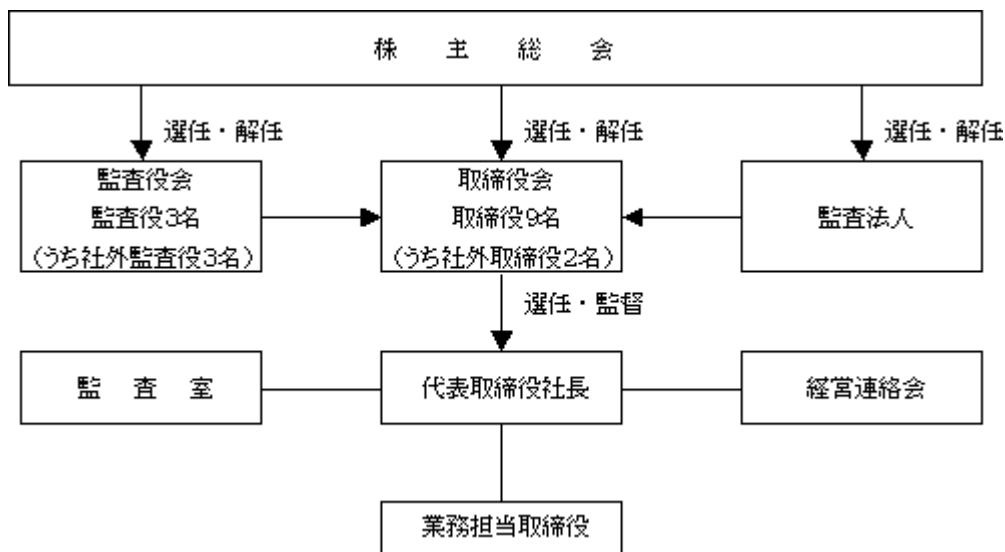 株 主 総 会
選任・解任
選任・解任
選任・解任
監査役会
監査役3名
(うち社外監査役3名)
取締役会
取締役9名
(うち社外取締役2名)
監査法人
選任・監督
監 査 室
代表取締役社長
経営連絡会
業務担当取締役